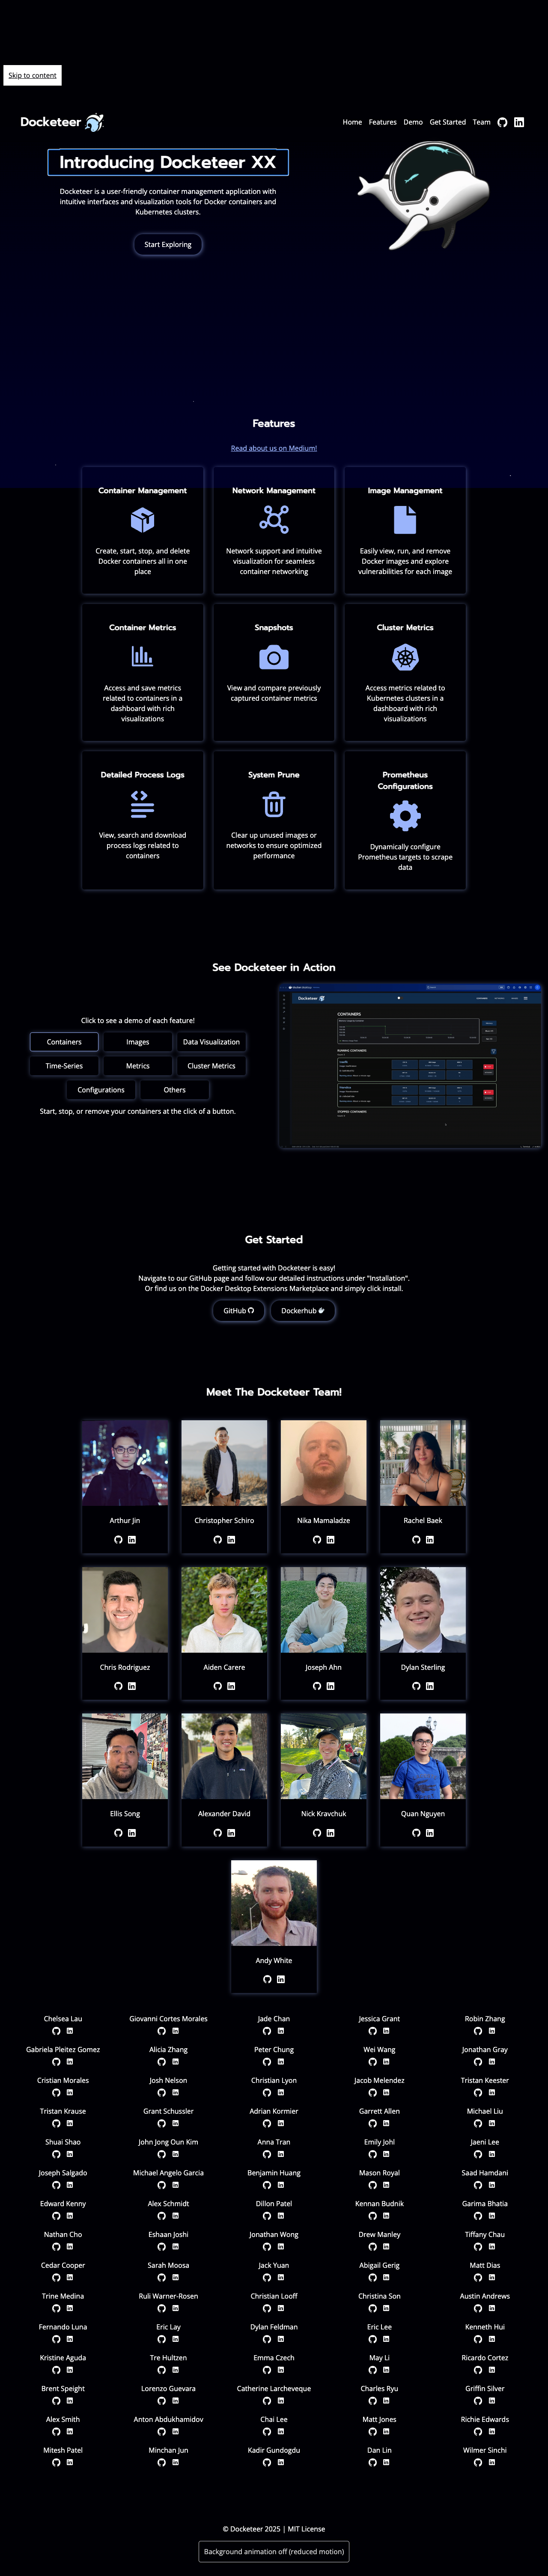 Skip to content
Docketeer
Home Features Demo Get Started Team
Introducing Docketeer XX
Docketeer is a user-friendly container management application with
intuitive interfaces and visualization tools for Docker containers and
Kubernetes clusters.
Start Exploring
Features
Read about us on Medium!
Container Management
Create, start, stop, and delete
Docker containers all in one
place
Network Management
Network support and intuitive
visualization for seamless
container networking
Image Management
Easily view, run, and remove
Docker images and explore
vulnerabilities for each image
Container Metrics
Access and save metrics
related to containers in a
dashboard with rich
visualizations
Snapshots
View and compare previously
captured container metrics
Cluster Metrics
Access metrics related to
Kubernetes clusters in a
dashboard with rich
visualizations
Detailed Process Logs
View, search and download
process logs related to
containers
System Prune
Clear up unused images or
networks to ensure optimized
performance
Prometheus
Configurations
Dynamically configure
Prometheus targets to scrape
data
See Docketeer in Action
Click to see a demo of each feature!
Containers Images Data Visualization
Time-Series Metrics Cluster Metrics
Configurations Others
Start, stop, or remove your containers at the click of a button.
Docketeer
CONTAINERS
RUNNING CONTAINERS
STOPPED CONTAINERS
Get Started
Getting started with Docketeer is easy!
Navigate to our GitHub page and follow our detailed instructions under "Installation".
Or find us on the Docker Desktop Extensions Marketplace and simply click install.
GitHub Dockerhub
Meet The Docketeer Team!
Arthur Jin Christopher Schiro Nika Mamaladze Rachel Baek
Chris Rodriguez Aiden Carere Joseph Ahn Dylan Sterling
Ellis Song Alexander David Nick Kravchuk Quan Nguyen
Andy White
Chelsea Lau Giovanni Cortes Morales Jade Chan Jessica Grant Robin Zhang
Gabriela Pleitez Gomez Alicia Zhang Peter Chung Wei Wang Jonathan Gray
Cristian Morales Josh Nelson Christian Lyon Jacob Melendez Tristan Keester
Tristan Krause Grant Schussler Adrian Kormier Garrett Allen Michael Liu
Shuai Shao John Jong Oun Kim Anna Tran Emily Johl Jaeni Lee
Joseph Salgado Michael Angelo Garcia Benjamin Huang Mason Royal Saad Hamdani
Edward Kenny Alex Schmidt Dillon Patel Kennan Budnik Garima Bhatia
Nathan Cho Eshaan Joshi Jonathan Wong Drew Manley Tiffany Chau
Cedar Cooper Sarah Moosa Jack Yuan Abigail Gerig Matt Dias
Trine Medina Ruli Warner-Rosen Christian Looff Christina Son Austin Andrews
Fernando Luna Eric Lay Dylan Feldman Eric Lee Kenneth Hui
Kristine Aguda Tre Hultzen Emma Czech May Li Ricardo Cortez
Brent Speight Lorenzo Guevara Catherine Larcheveque Charles Ryu Griffin Silver
Alex Smith Anton Abdukhamidov Chai Lee Matt Jones Richie Edwards
Mitesh Patel Minchan Jun Kadir Gundogdu Dan Lin Wilmer Sinchi
© Docketeer 2025 | MIT License
Background animation off (reduced motion)